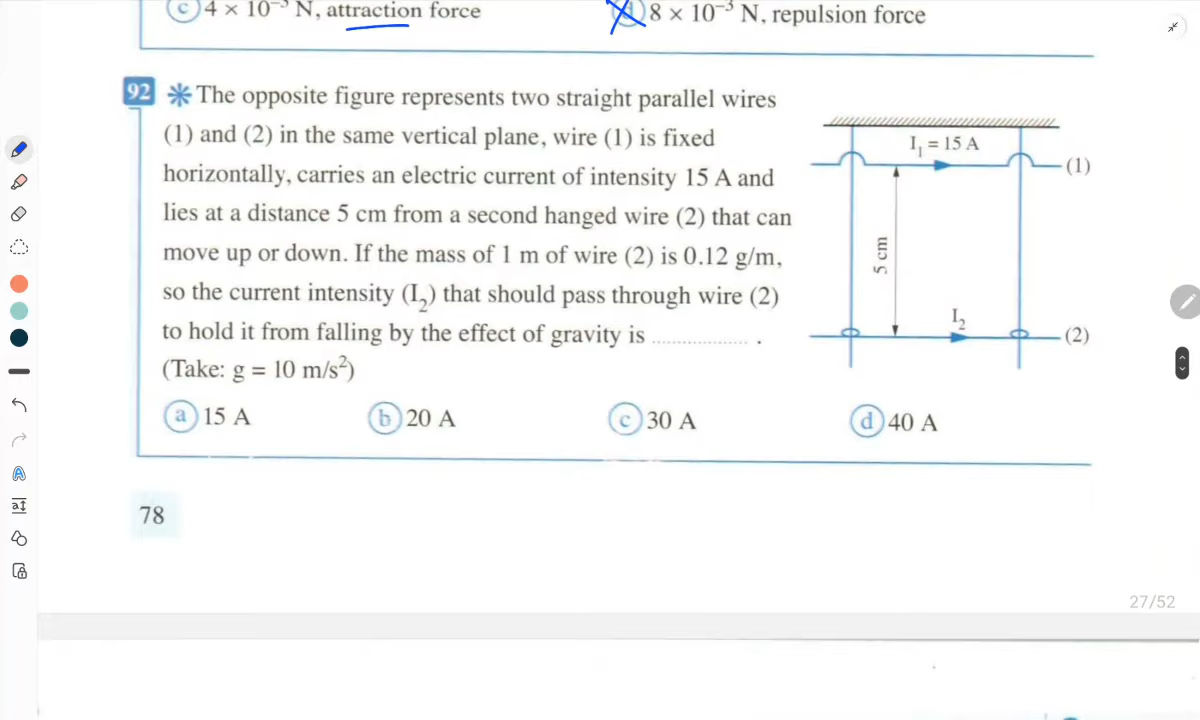 c 4 × 10⁻³ N, attraction force
d 8 × 10⁻³ N, repulsion force
92 * The opposite figure represents two straight parallel wires
(1) and (2) in the same vertical plane, wire (1) is fixed
horizontally, carries an electric current of intensity 15 A and
lies at a distance 5 cm from a second hanged wire (2) that can
move up or down. If the mass of 1 m of wire (2) is 0.12 g/m,
so the current intensity (I₂) that should pass through wire (2)
to hold it from falling by the effect of gravity is .................. .
(Take: g = 10 m/s²)
a 15 A
b 20 A
c 30 A
d 40 A
I₁ = 15 A
(1)
5 cm
I₂
(2)
78
27/52